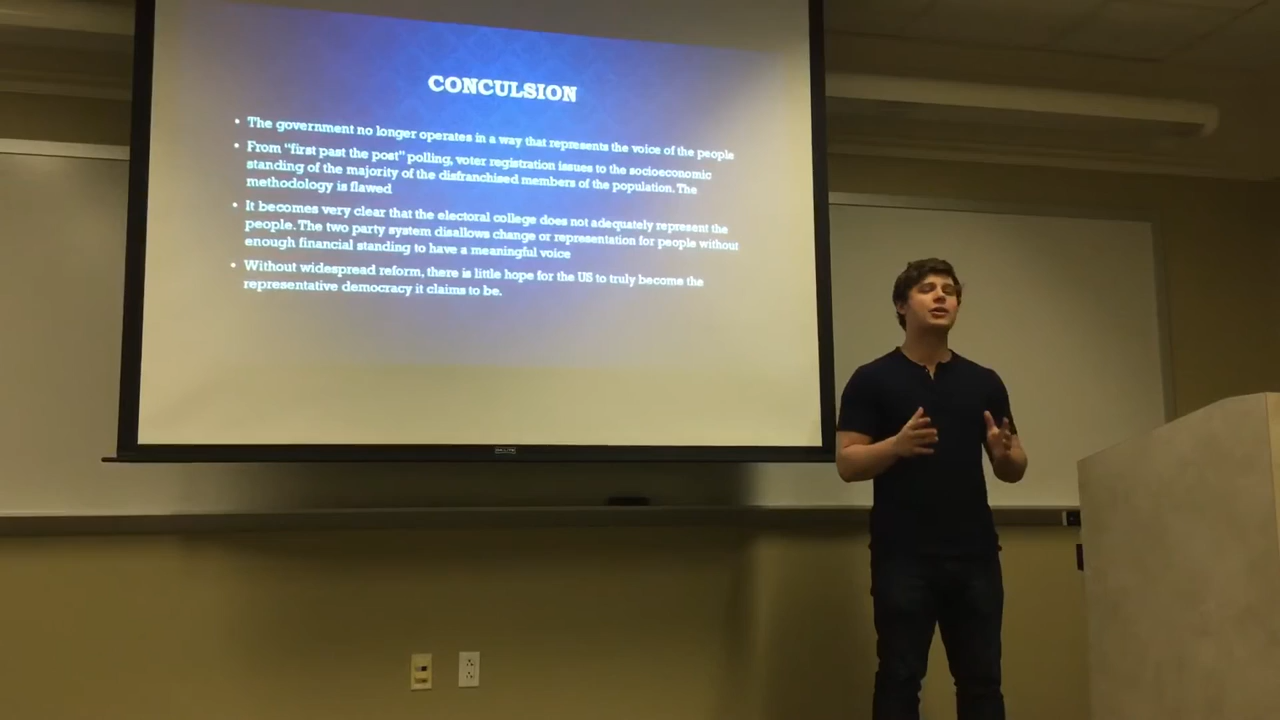 CONCULSION
• The government no longer operates in a way that represents the voice of the people
• From “first past the post” polling, voter registration issues to the socioeconomic
standing of the majority of the disfranchised members of the population. The
methodology is flawed
• It becomes very clear that the electoral college does not adequately represent the
people. The two party system disallows change or representation for people without
enough financial standing to have a meaningful voice
• Without widespread reform, there is little hope for the US to truly become the
representative democracy it claims to be.